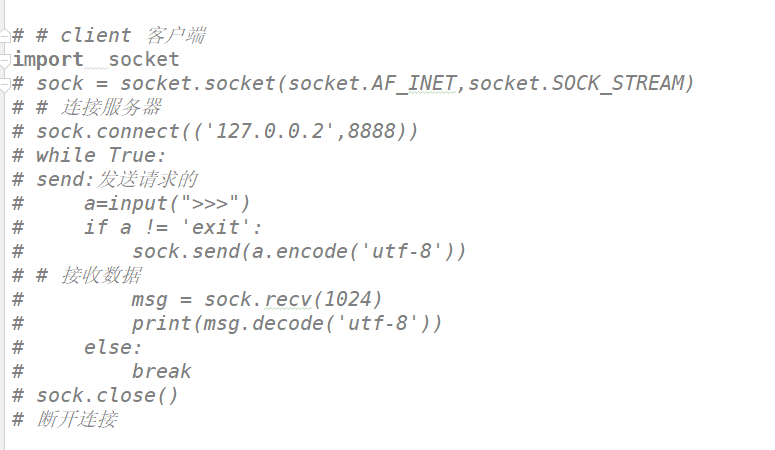 # # client 客户端
import  socket
# sock = socket.socket(socket.AF_INET,socket.SOCK_STREAM)
# # 连接服务器
# sock.connect(('127.0.0.2',8888))
# while True:
# send:发送请求的
#     a=input(">>>")
#     if a != 'exit':
#         sock.send(a.encode('utf-8'))
# # 接收数据
#         msg = sock.recv(1024)
#         print(msg.decode('utf-8'))
#     else:
#         break
# sock.close()
# 断开连接